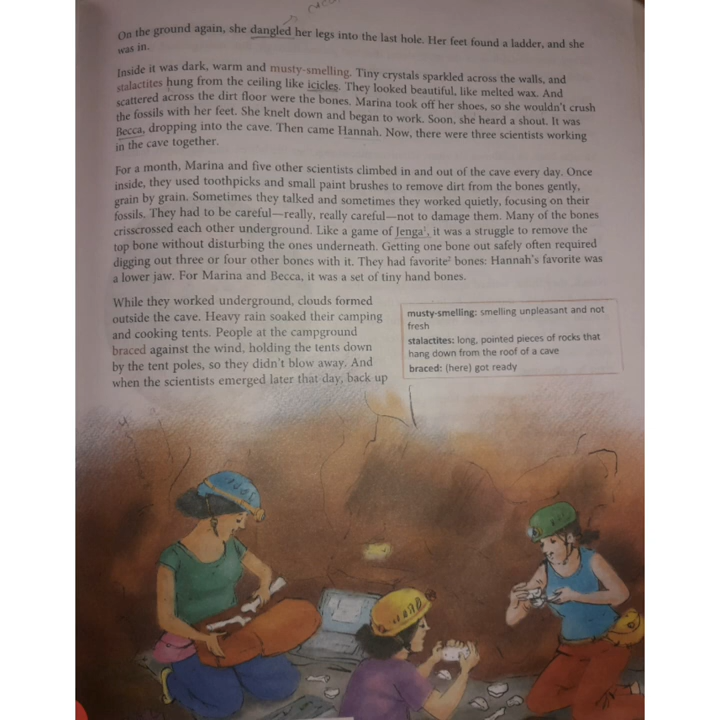 On the ground again, she dangled her legs into the last hole. Her feet found a ladder, and she
was in.
Inside it was dark, warm and musty-smelling. Tiny crystals sparkled across the walls, and
stalactites hung from the ceiling like icicles. They looked beautiful, like melted wax. And
scattered across the dirt floor were the bones. Marina took off her shoes, so she wouldn't crush
the fossils with her feet. She knelt down and began to work. Soon, she heard a shout. It was
Becca, dropping into the cave. Then came Hannah. Now, there were three scientists working
in the cave together.
For a month, Marina and five other scientists climbed in and out of the cave every day. Once
inside, they used toothpicks and small paint brushes to remove dirt from the bones gently,
grain by grain. Sometimes they talked and sometimes they worked quietly, focusing on their
fossils. They had to be careful—really, really careful—not to damage them. Many of the bones
crisscrossed each other underground. Like a game of Jenga¹, it was a struggle to remove the
top bone without disturbing the ones underneath. Getting one bone out safely often required
digging out three or four other bones with it. They had favorite² bones: Hannah's favorite was
a lower jaw. For Marina and Becca, it was a set of tiny hand bones.
While they worked underground, clouds formed
outside the cave. Heavy rain soaked their camping
and cooking tents. People at the campground
braced against the wind, holding the tents down
by the tent poles, so they didn't blow away. And
when the scientists emerged later that day, back up
musty-smelling: smelling unpleasant and not
fresh
stalactites: long, pointed pieces of rocks that
hang down from the roof of a cave
braced: (here) got ready